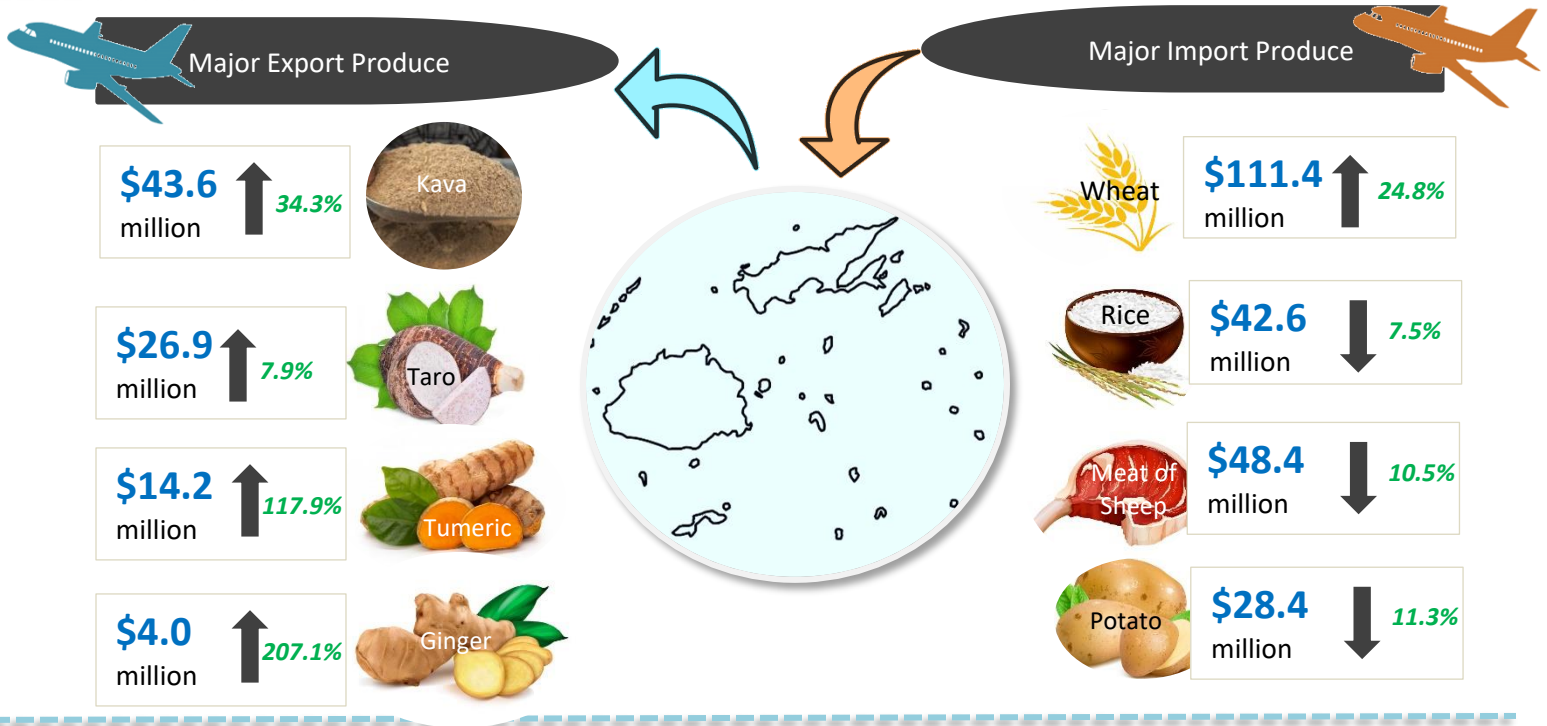 Major Export Produce
Major Import Produce
$43.6
million
34.3%
Kava
$26.9
million
7.9%
Taro
$14.2
million
117.9%
Tumeric
$4.0
million
207.1%
Ginger
Wheat
$111.4
million
24.8%
Rice
$42.6
million
7.5%
Meat of
Sheep
$48.4
million
10.5%
Potato
$28.4
million
11.3%